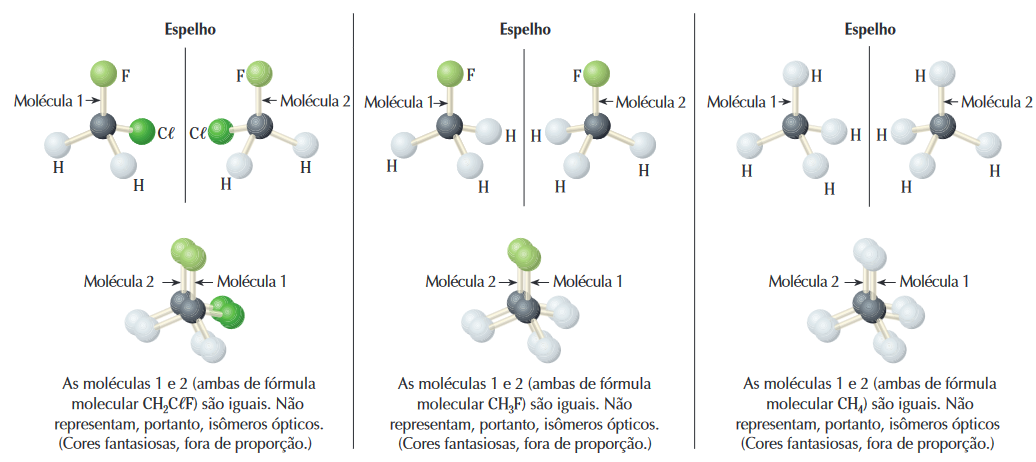 Espelho
F
F
Molécula 1
Molécula 2
Cℓ
Cℓ
H
H
H
H
Molécula 2
Molécula 1
As moléculas 1 e 2 (ambas de fórmula
molecular CH₂CℓF) são iguais. Não
representam, portanto, isômeros ópticos.
(Cores fantasiosas, fora de proporção.)
Espelho
F
F
Molécula 1
Molécula 2
H
H
H
H
H
H
Molécula 2
Molécula 1
As moléculas 1 e 2 (ambas de fórmula
molecular CH₃F) são iguais. Não
representam, portanto, isômeros ópticos.
(Cores fantasiosas, fora de proporção.)
Espelho
H
H
Molécula 1
Molécula 2
H
H
H
H
H
H
Molécula 2
Molécula 1
As moléculas 1 e 2 (ambas de fórmula
molecular CH₄) são iguais. Não
representam, portanto, isômeros ópticos
(Cores fantasiosas, fora de proporção.)